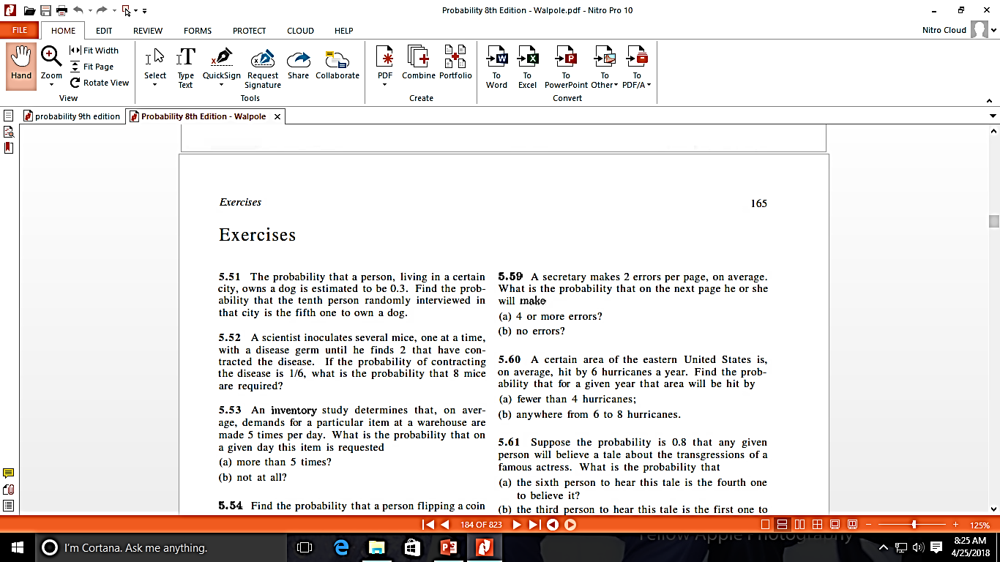 Probability 8th Edition - Walpole.pdf - Nitro Pro 10
FILE HOME EDIT REVIEW FORMS PROTECT CLOUD HELP Nitro Cloud
Hand Zoom Fit Width Fit Page Rotate View
Select Type Text QuickSign Request Signature Share Collaborate
PDF Combine Portfolio
To Word To Excel To PowerPoint To Other To PDF/A
View Tools Create Convert
probability 9th edition Probability 8th Edition - Walpole
Exercises 165
Exercises
5.51 The probability that a person, living in a certain
city, owns a dog is estimated to be 0.3. Find the prob-
ability that the tenth person randomly interviewed in
that city is the fifth one to own a dog.
5.52 A scientist inoculates several mice, one at a time,
with a disease germ until he finds 2 that have con-
tracted the disease. If the probability of contracting
the disease is 1/6, what is the probability that 8 mice
are required?
5.53 An inventory study determines that, on aver-
age, demands for a particular item at a warehouse are
made 5 times per day. What is the probability that on
a given day this item is requested
(a) more than 5 times?
(b) not at all?
5.54 Find the probability that a person flipping a coin
5.59 A secretary makes 2 errors per page, on average.
What is the probability that on the next page he or she
will make
(a) 4 or more errors?
(b) no errors?
5.60 A certain area of the eastern United States is,
on average, hit by 6 hurricanes a year. Find the prob-
ability that for a given year that area will be hit by
(a) fewer than 4 hurricanes;
(b) anywhere from 6 to 8 hurricanes.
5.61 Suppose the probability is 0.8 that any given
person will believe a tale about the transgressions of a
famous actress. What is the probability that
(a) the sixth person to hear this tale is the fourth one
to believe it?
(b) the third person to hear this tale is the first one to
184 OF 823 125%
I'm Cortana. Ask me anything.
Yellow Apple Photography
8:25 AM
4/25/2018